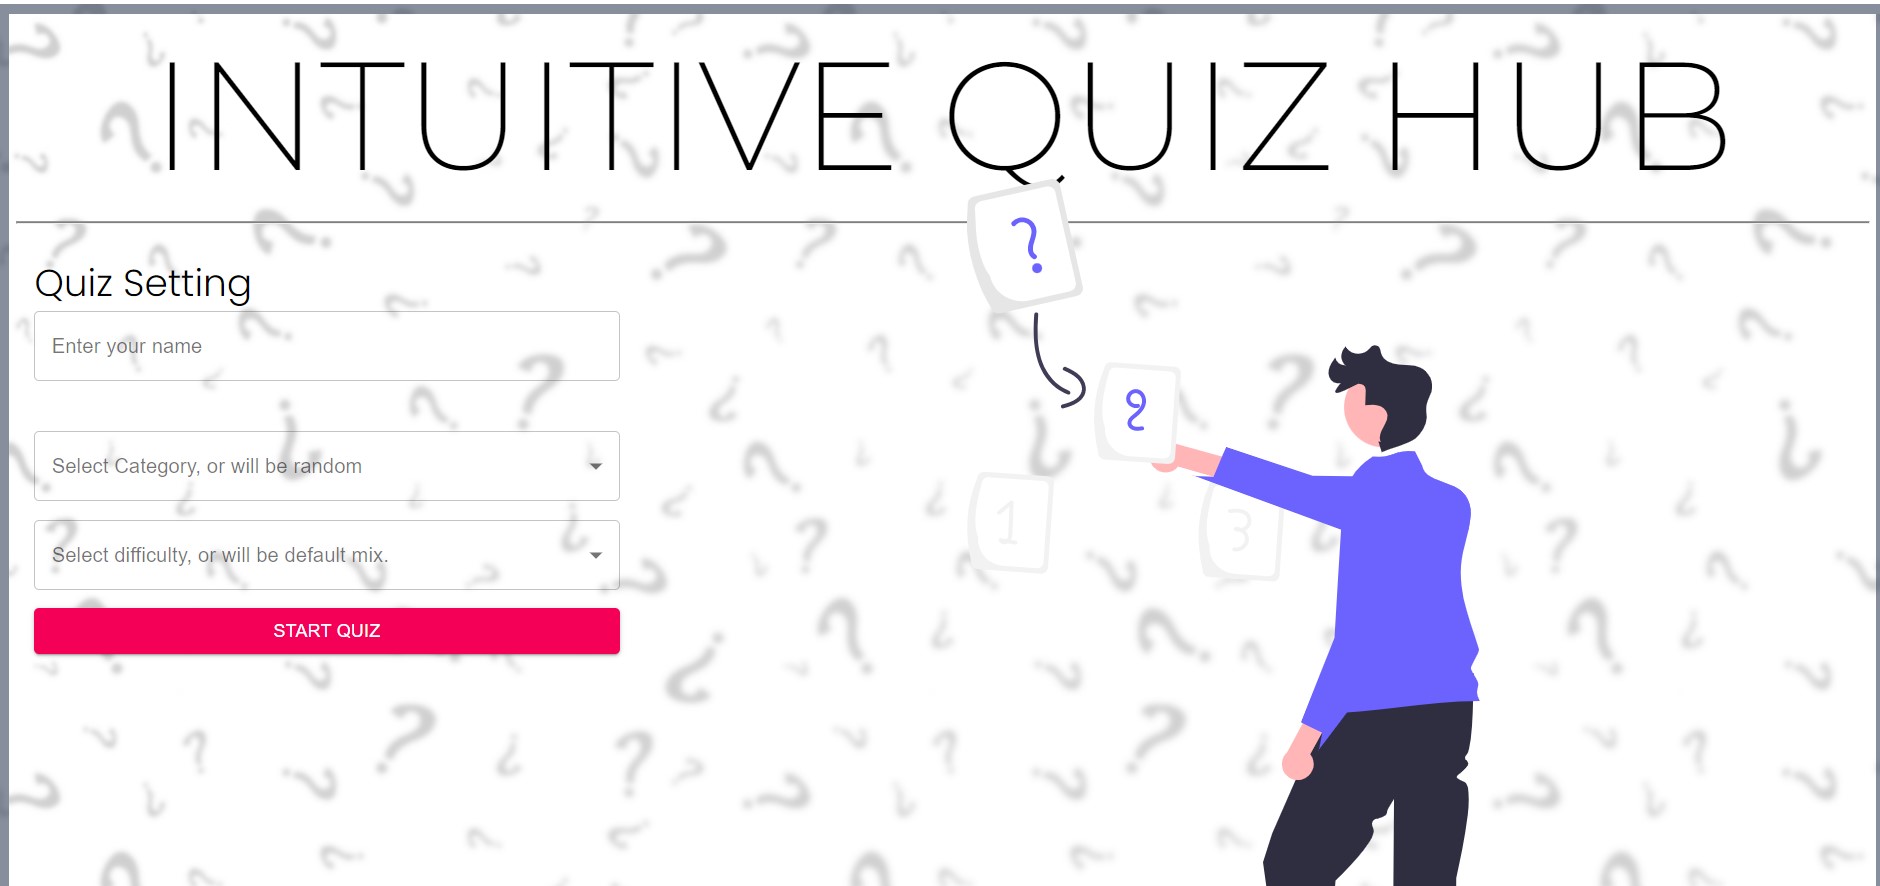 INTUITIVE QUIZ HUB
?
Quiz Setting
Enter your name
2
Select Category, or will be random
1
3
Select difficulty, or will be default mix.
START QUIZ